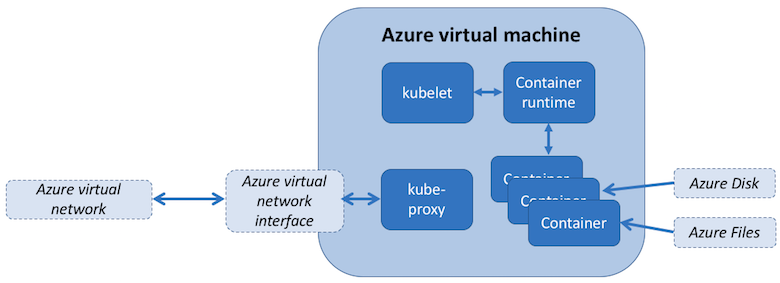 Azure virtual machine
kubelet
Container
runtime
Azure virtual
network
Azure virtual
network
interface
kube-
proxy
Container
Container
Container
Azure Disk
Azure Files